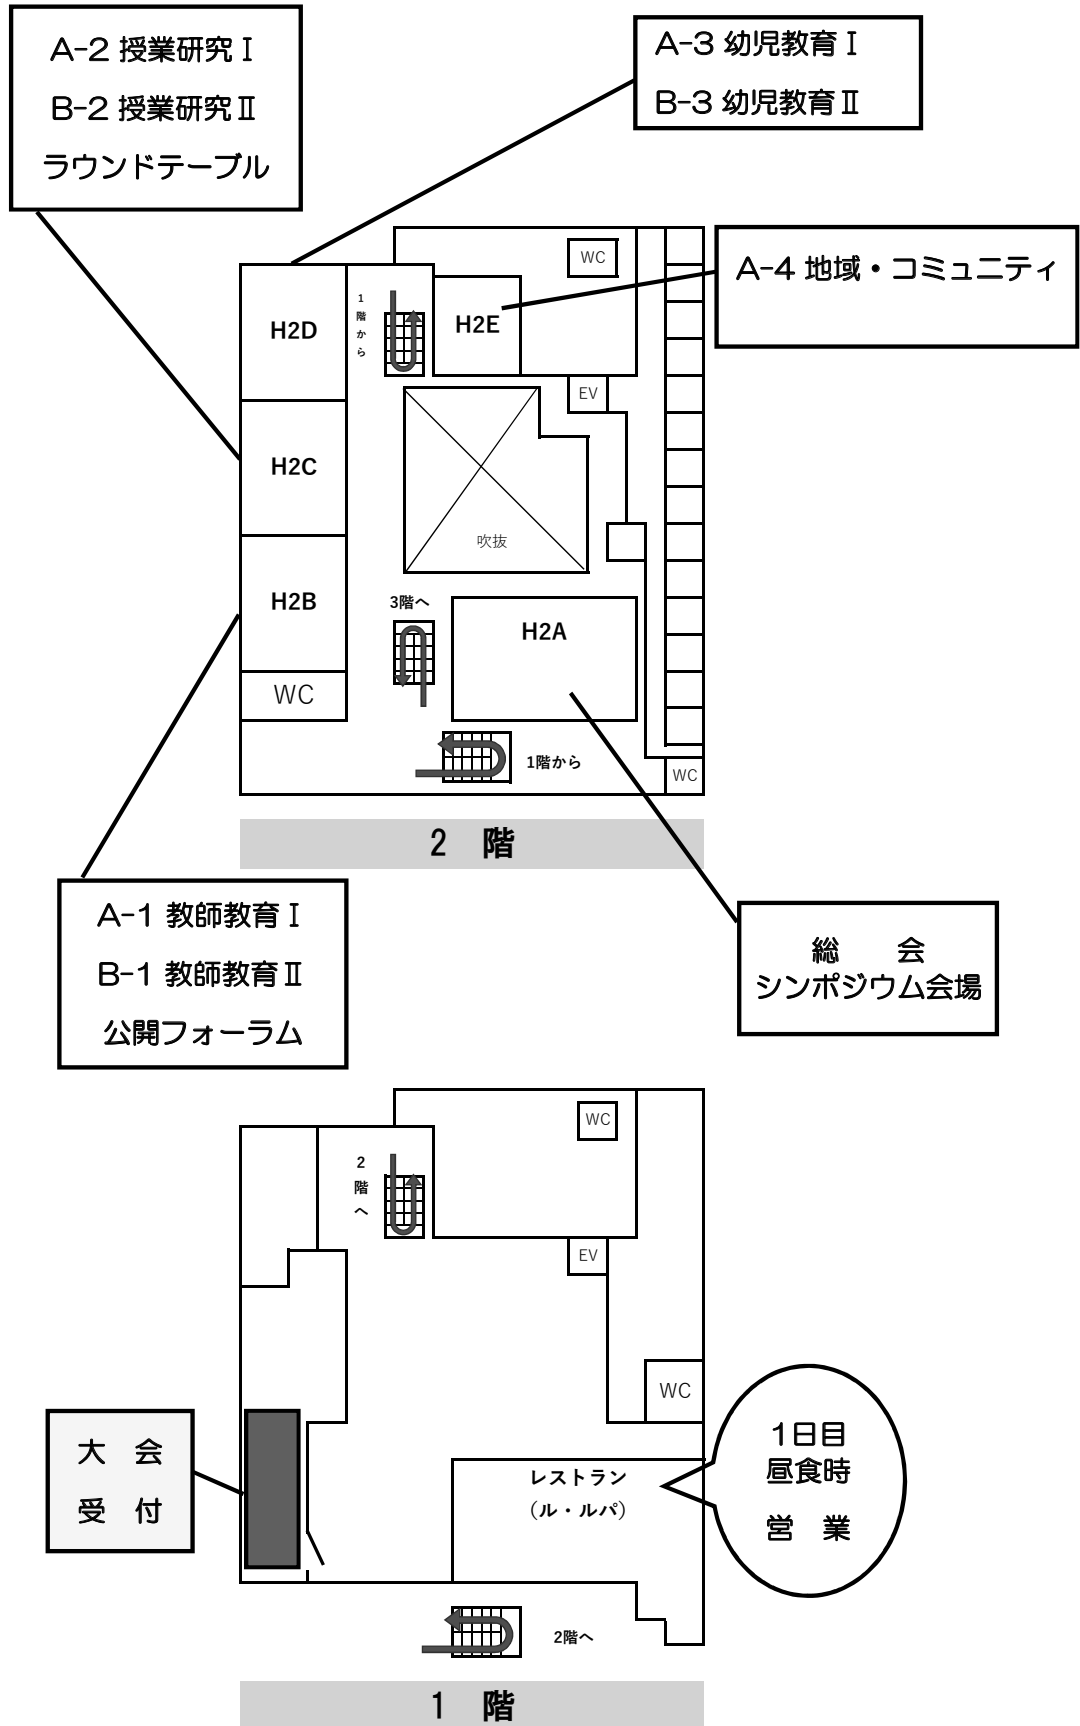 A-2 授業研究Ⅰ
B-2 授業研究Ⅱ
ラウンドテーブル
A-3 幼児教育Ⅰ
B-3 幼児教育Ⅱ
A-4 地域・コミュニティ
WC
H2D
1階から
H2E
EV
H2C
吹抜
H2B
3階へ
H2A
WC
1階から
WC
2 階
A-1 教師教育Ⅰ
B-1 教師教育Ⅱ
公開フォーラム
総 会
シンポジウム会場
WC
2階へ
EV
WC
大 会
受 付
レストラン
(ル・ルパ)
1日目
昼食時
営 業
2階へ
1 階